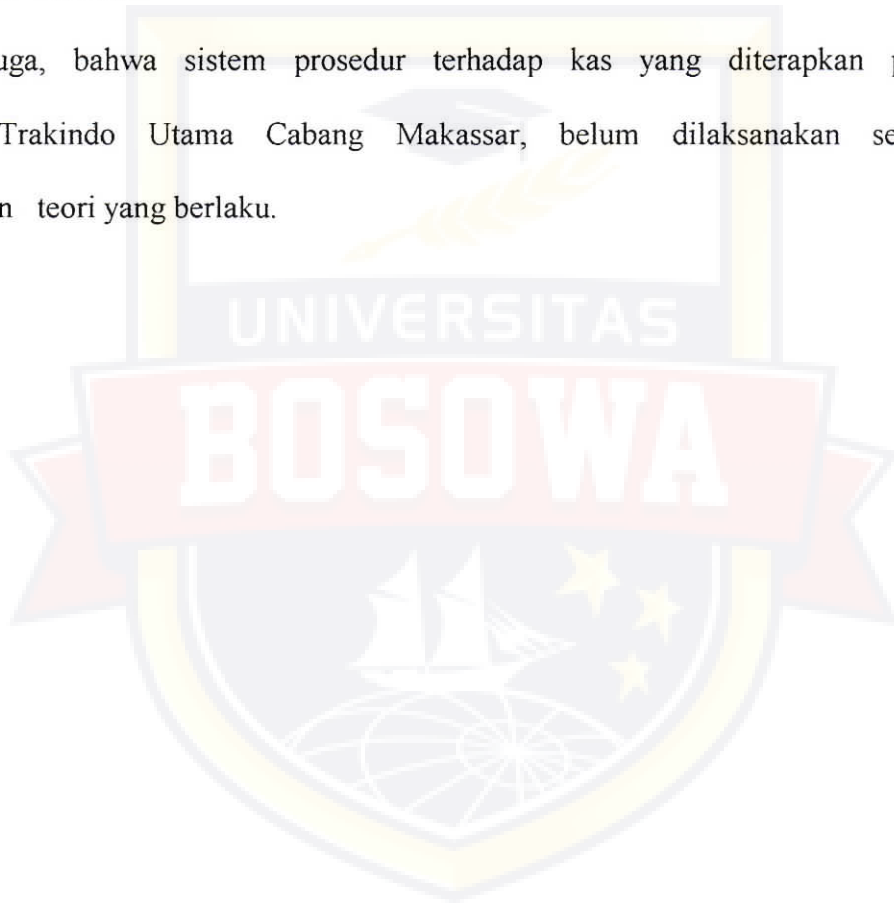 uga, bahwa sistem prosedur terhadap kas yang diterapkan p
Trakindo Utama Cabang Makassar, belum dilaksanakan se
n teori yang berlaku.
UNIVERSITAS
BOSOWA